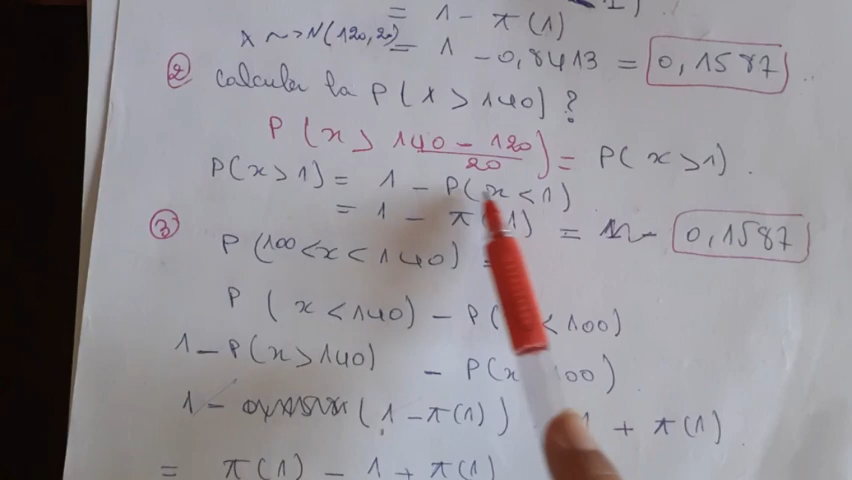 = 1 - π(1)
X ~> N(120,20) = 1 - 0,8413 = 0,1587
② calcula la P(x > 140)?
P(x > 140 - 120 / 20) = P(x > 1).
P(x > 1) = 1 - P(x < 1)
= 1 - π(1) = 0,1587
③
P(100 < x < 140) =
P(x < 140) - P( < 100)
1 - P(x > 140) - P(x 00)
1 - (1 - π(1)) 1 + π(1)
= π(1) - 1 + π(1)